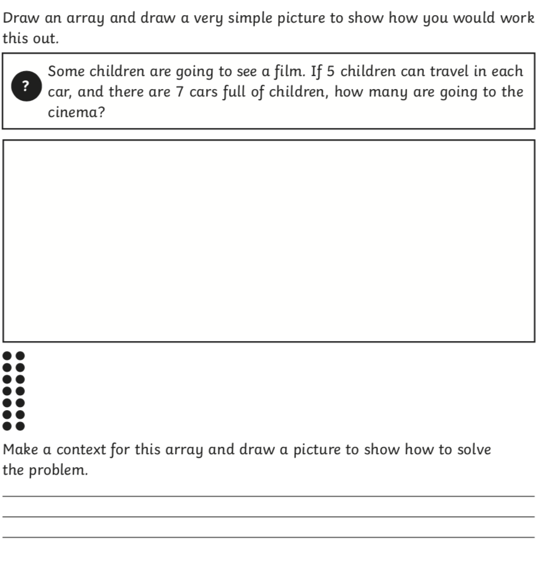 Draw an array and draw a very simple picture to show how you would work
this out.
Some children are going to see a film. If 5 children can travel in each
?
car, and there are 7 cars full of children, how many are going to the
cinema?
Make a context for this array and draw a picture to show how to solve
the problem.